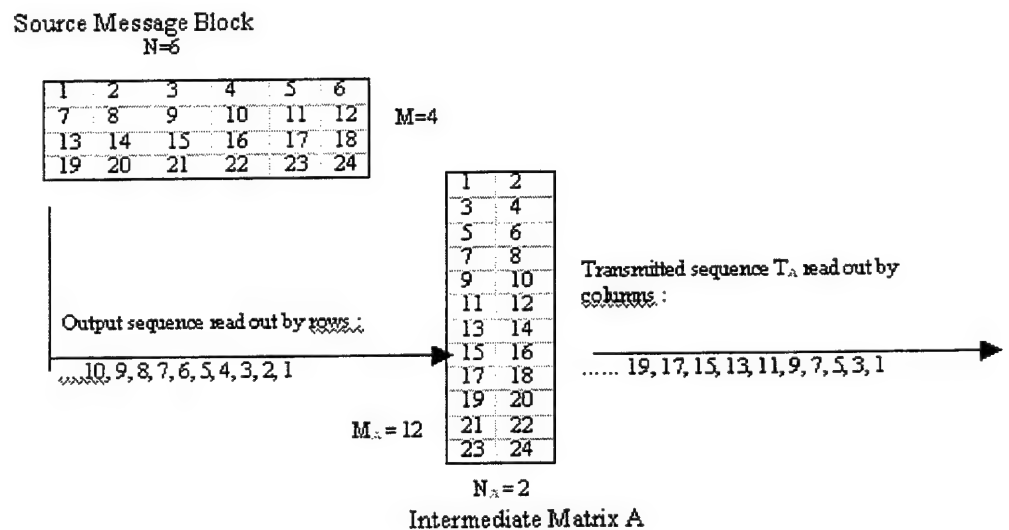 Source Message Block
N=6
1 2 3 4 5 6
7 8 9 10 11 12
13 14 15 16 17 18
19 20 21 22 23 24
M=4
1 2
3 4
5 6
7 8
9 10
11 12
13 14
15 16
17 18
19 20
21 22
23 24
Output sequence read out by rows :
.....10, 9, 8, 7, 6, 5, 4, 3, 2, 1
M_A = 12
N_A = 2
Intermediate Matrix A
Transmitted sequence T_A read out by
columns :
...... 19, 17, 15, 13, 11, 9, 7, 5, 3, 1